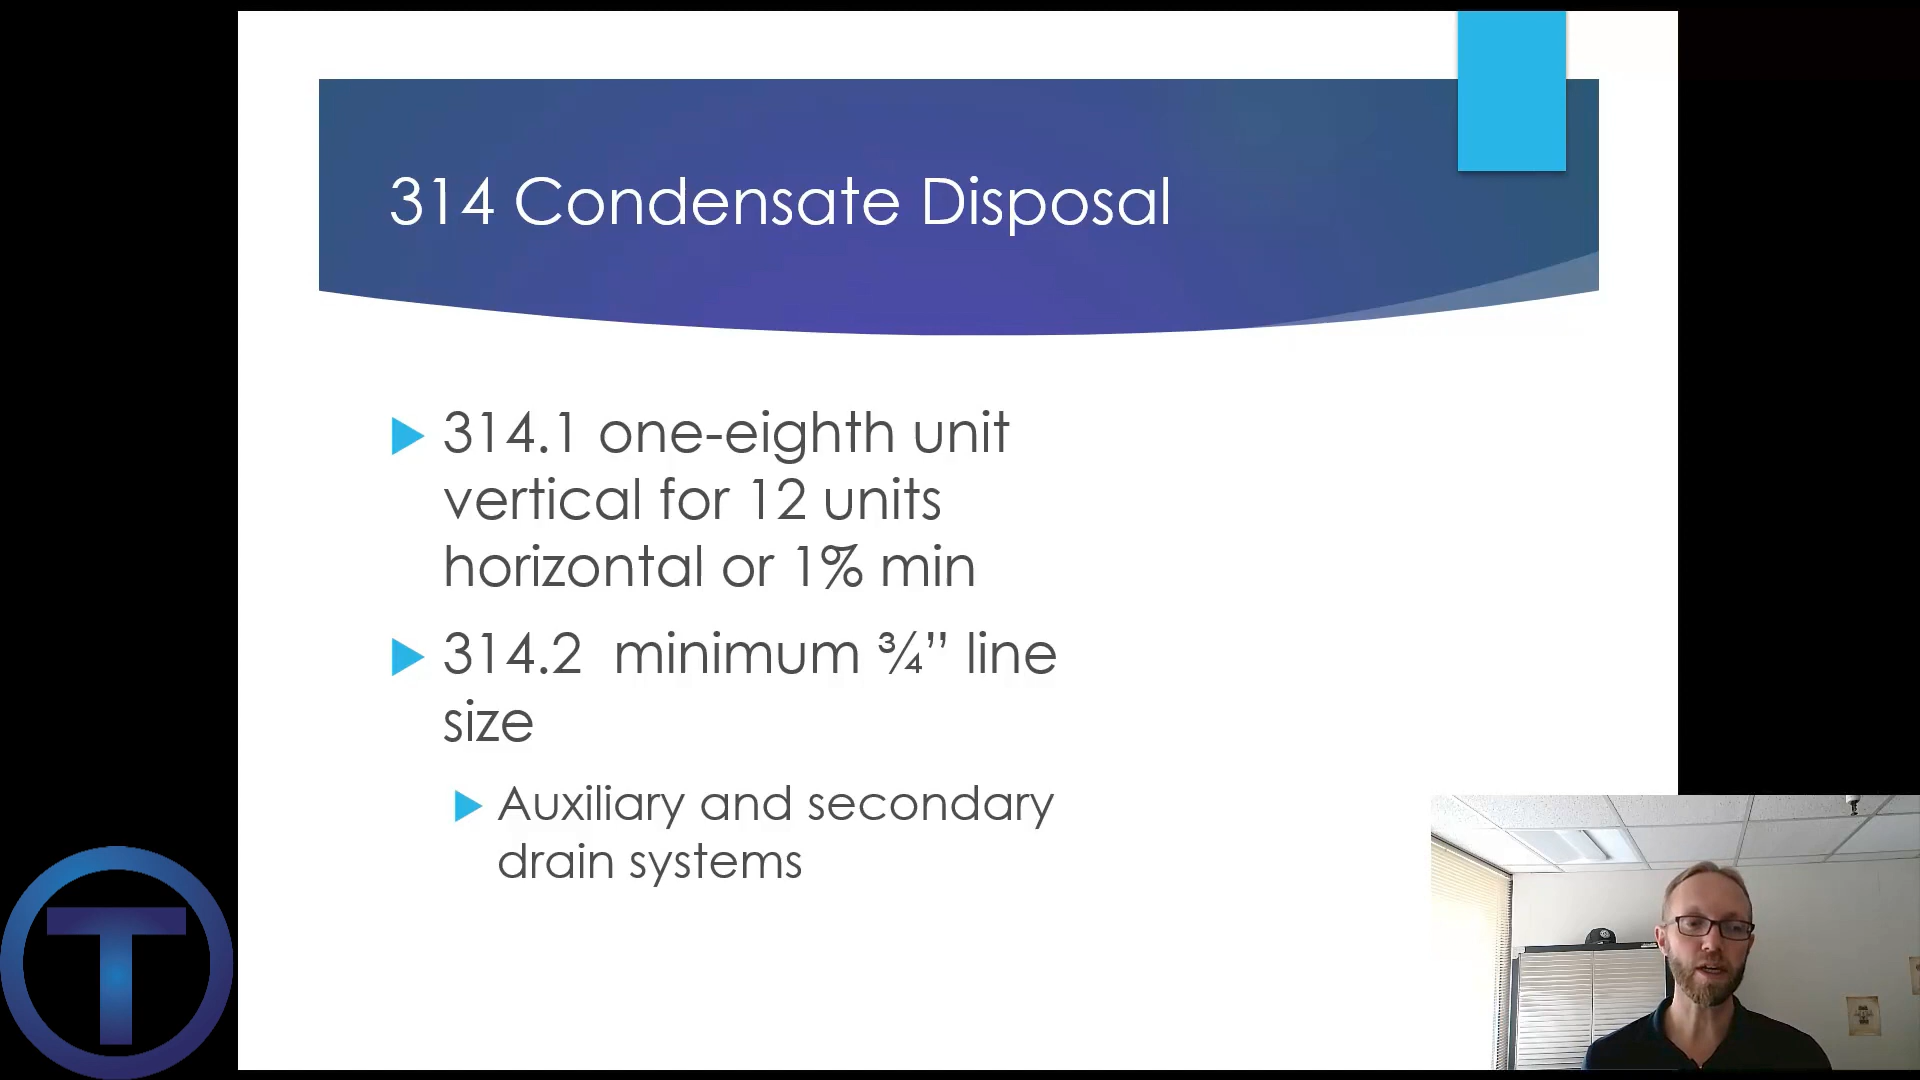 314 Condensate Disposal
314.1 one-eighth unit
vertical for 12 units
horizontal or 1% min
314.2 minimum ¾” line
size
Auxiliary and secondary
drain systems
T